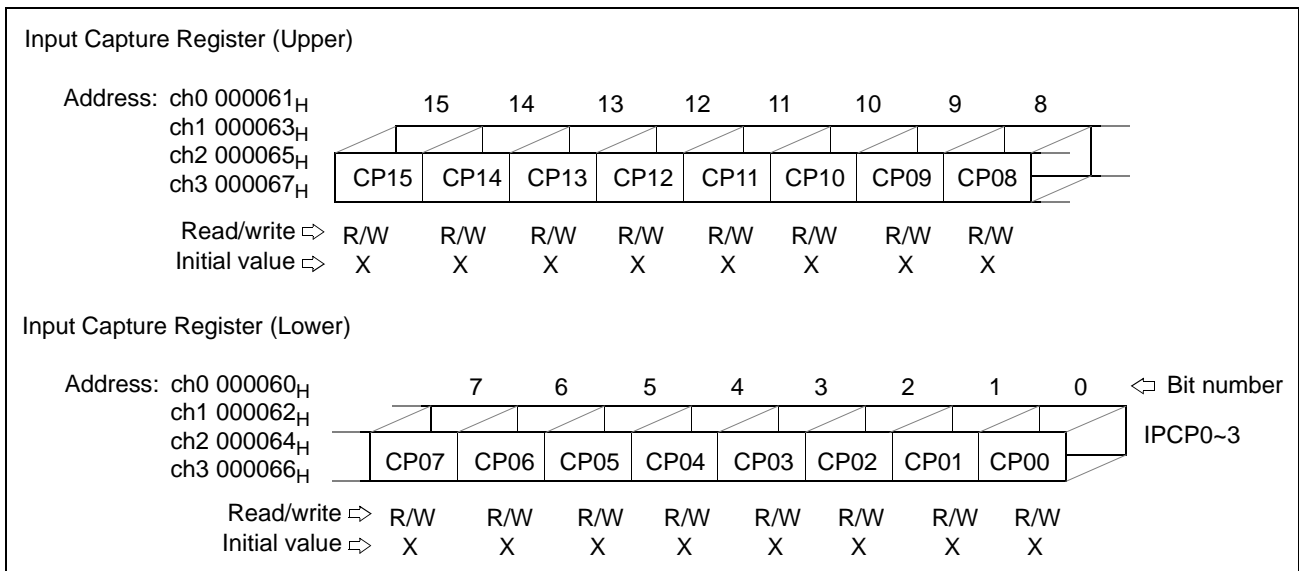 Input Capture Register (Upper)
Address: ch0 000061H
ch1 000063H
ch2 000065H
ch3 000067H
15 14 13 12 11 10 9 8
CP15 CP14 CP13 CP12 CP11 CP10 CP09 CP08
Read/write ⇨ R/W R/W R/W R/W R/W R/W R/W R/W
Initial value ⇨ X X X X X X X X
Input Capture Register (Lower)
Address: ch0 000060H
ch1 000062H
ch2 000064H
ch3 000066H
7 6 5 4 3 2 1 0 ⇦ Bit number
IPCP0~3
CP07 CP06 CP05 CP04 CP03 CP02 CP01 CP00
Read/write ⇨ R/W R/W R/W R/W R/W R/W R/W R/W
Initial value ⇨ X X X X X X X X